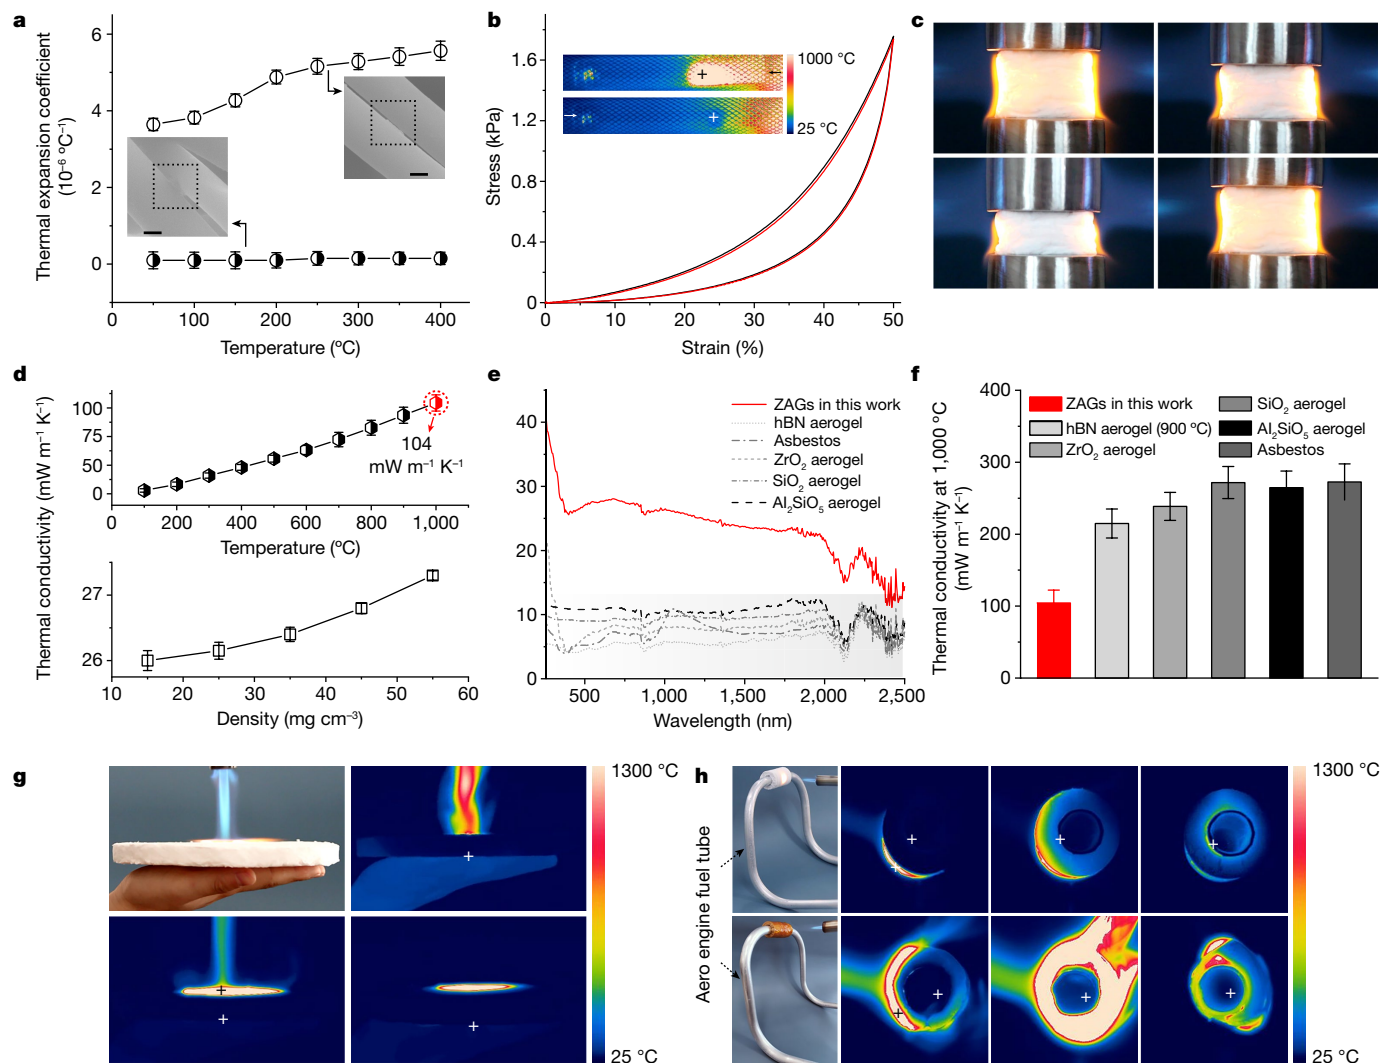 a
Thermal expansion coefficient
(10⁻⁶ °C⁻¹)
6
4
2
0
0
100
200
300
400
Temperature (ºC)
b
Stress (kPa)
1.8
1.2
0.6
0.4
0
1000 °C
25 °C
0
10
20
30
40
50
Strain (%)
c
d
Thermal conductivity (mW m⁻¹ K⁻¹)
100
75
50
0
104
mW m⁻¹ K⁻¹
0
200
400
600
800
1,000
Temperature (°C)
27
26
10
20
30
40
50
60
Density (mg cm⁻³)
e
40
30
20
10
0
ZAGs in this work
hBN aerogel
Asbestos
ZrO₂ aerogel
SiO₂ aerogel
Al₂SiO₅ aerogel
500
1,000
1,500
2,000
2,500
Wavelength (nm)
f
Thermal conductivity at 1,000 °C
(mW m⁻¹ K⁻¹)
400
300
200
100
0
ZAGs in this work
hBN aerogel (900 °C)
ZrO₂ aerogel
SiO₂ aerogel
Al₂SiO₅ aerogel
Asbestos
g
1300 °C
25 °C
h
Aero engine fuel tube
1300 °C
25 °C